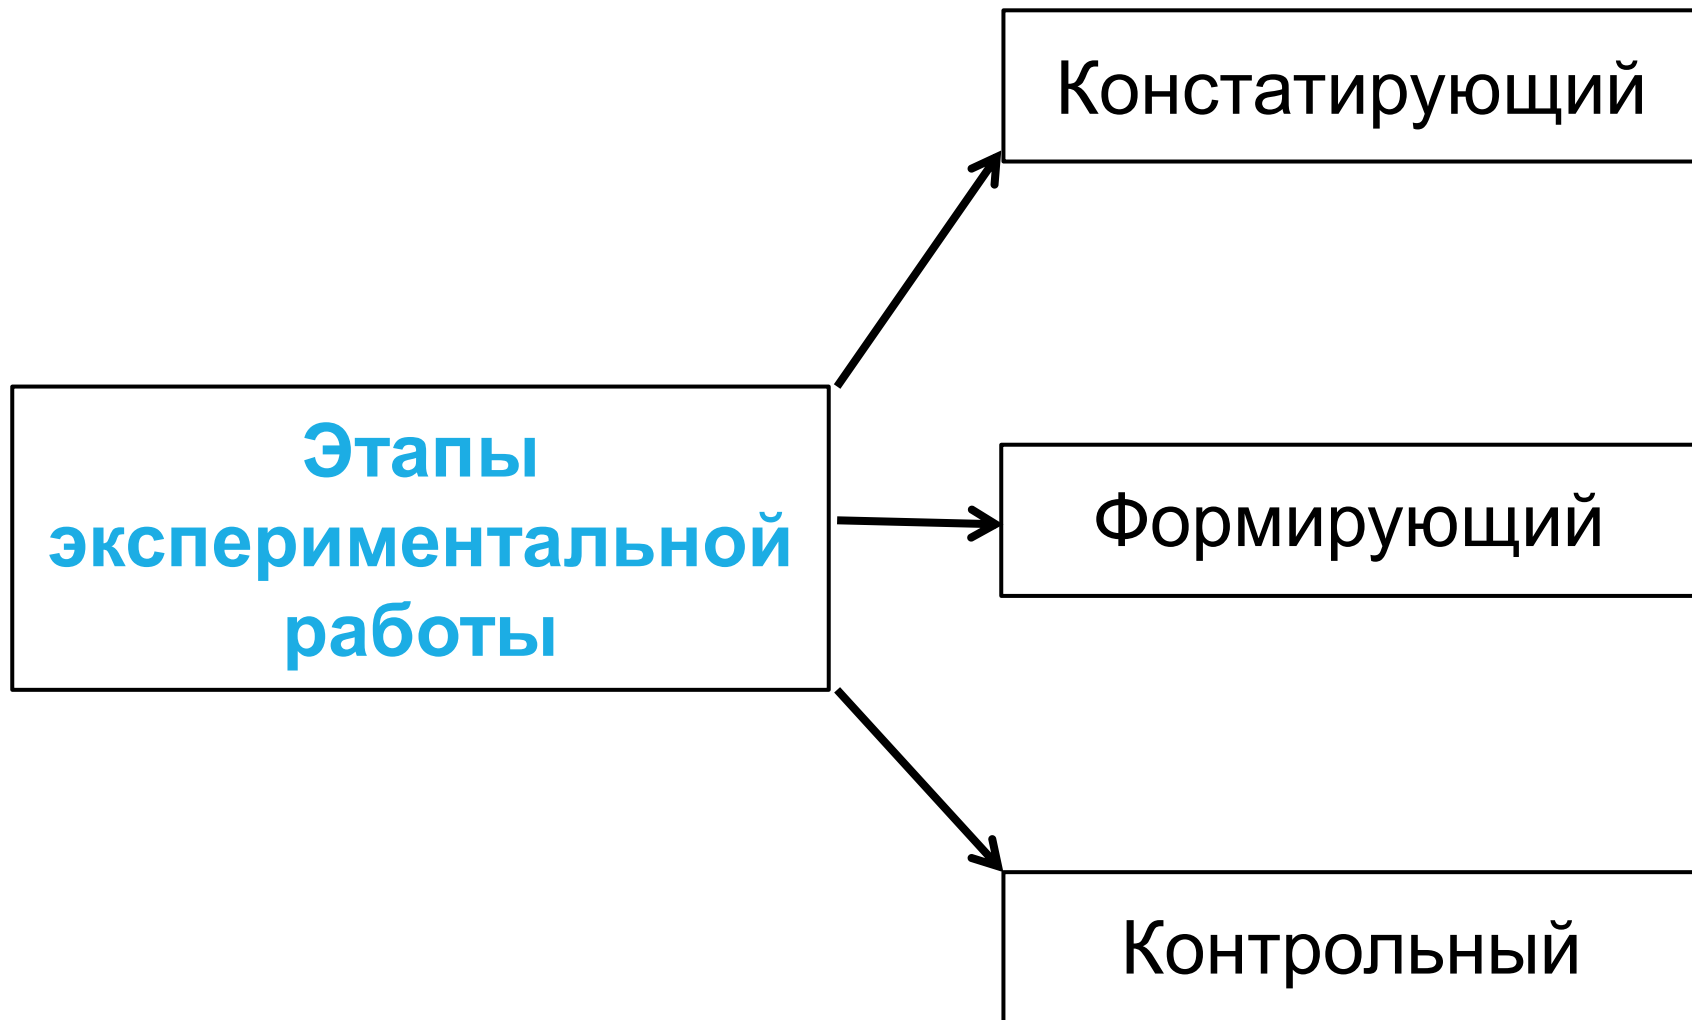 Констатирующий
Этапы
экспериментальной
работы
Формирующий
Контрольный